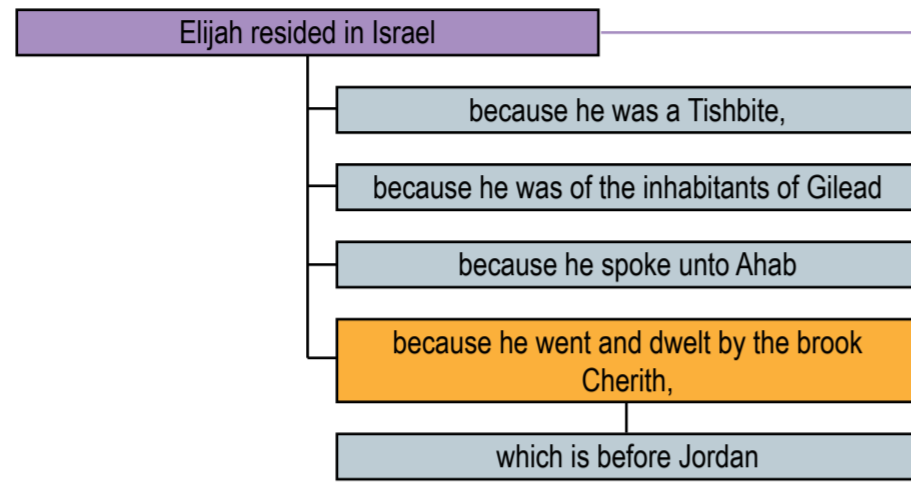 Elijah resided in Israel
because he was a Tishbite,
because he was of the inhabitants of Gilead
because he spoke unto Ahab
because he went and dwelt by the brook
Cherith,
which is before Jordan